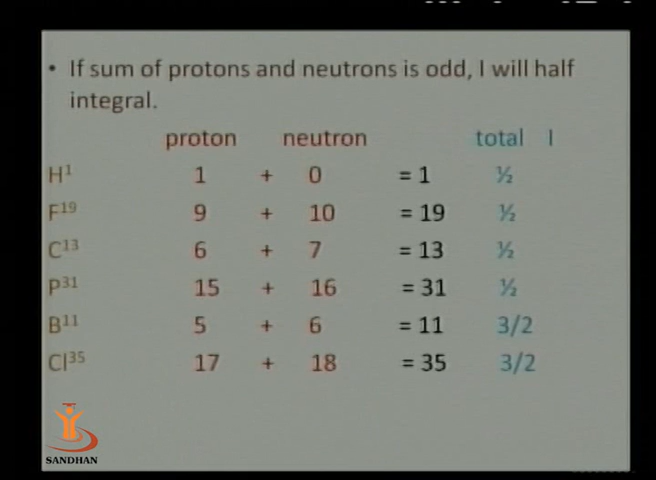 • If sum of protons and neutrons is odd, I will half
integral.
proton neutron total I
H¹ 1 + 0 = 1 ½
F¹⁹ 9 + 10 = 19 ½
C¹³ 6 + 7 = 13 ½
P³¹ 15 + 16 = 31 ½
B¹¹ 5 + 6 = 11 3/2
Cl³⁵ 17 + 18 = 35 3/2
SANDHAN